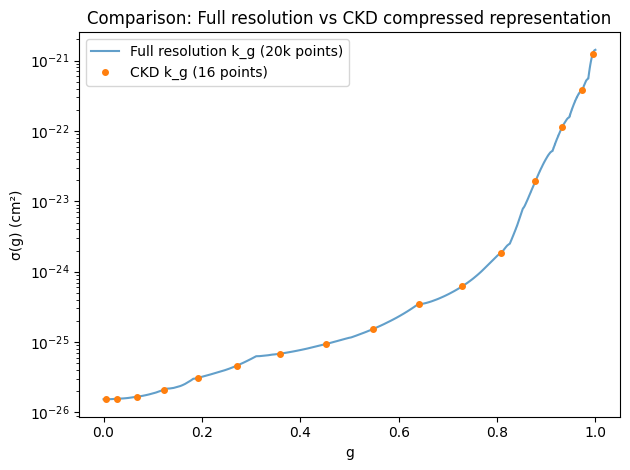 Comparison: Full resolution vs CKD compressed representation
Full resolution k_g (20k points)
CKD k_g (16 points)
σ(g) (cm²)
10⁻²¹
10⁻²²
10⁻²³
10⁻²⁴
10⁻²⁵
10⁻²⁶
0.0 0.2 0.4 0.6 0.8 1.0
g